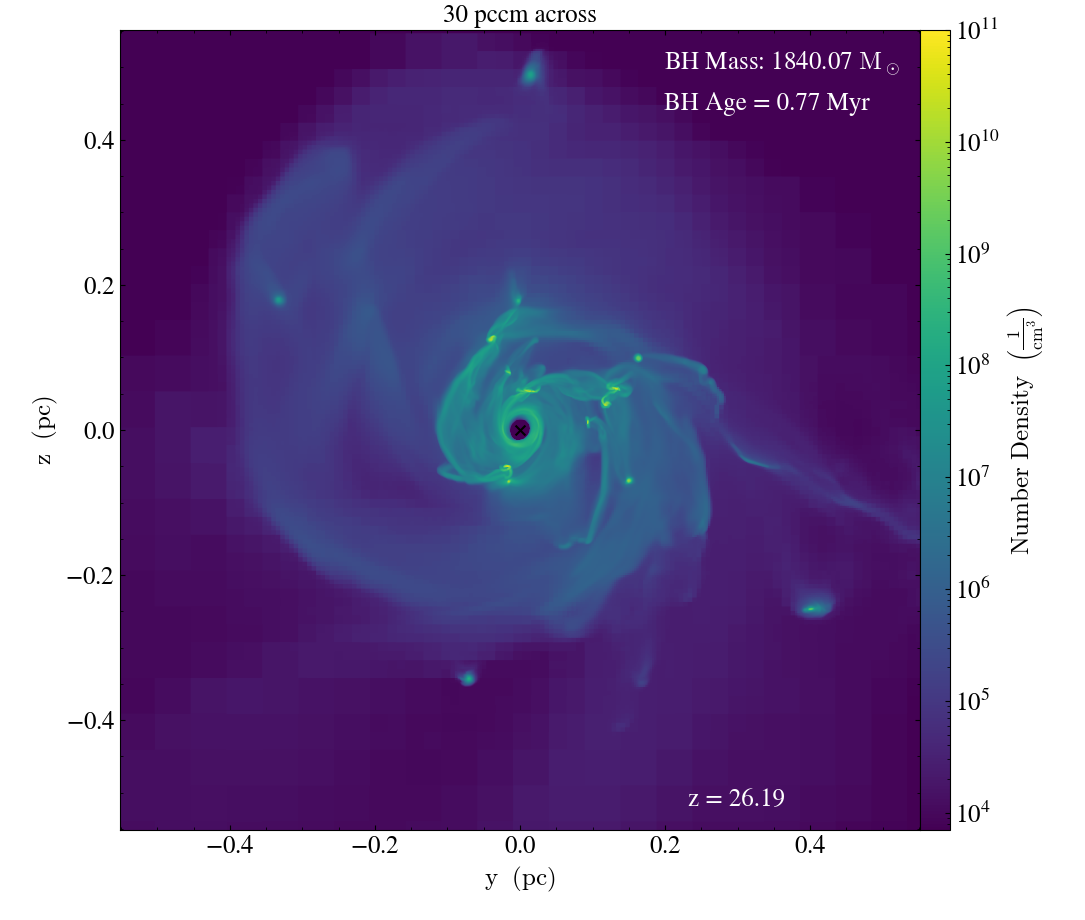 30 pccm across
BH Mass: 1840.07 M⊙
BH Age = 0.77 Myr
z = 26.19
0.4
0.2
0.0
−0.2
−0.4
z (pc)
−0.4
−0.2
0.0
0.2
0.4
y (pc)
10¹¹
10¹⁰
10⁹
10⁸
10⁷
10⁶
10⁵
10⁴
Number Density (1/cm³)